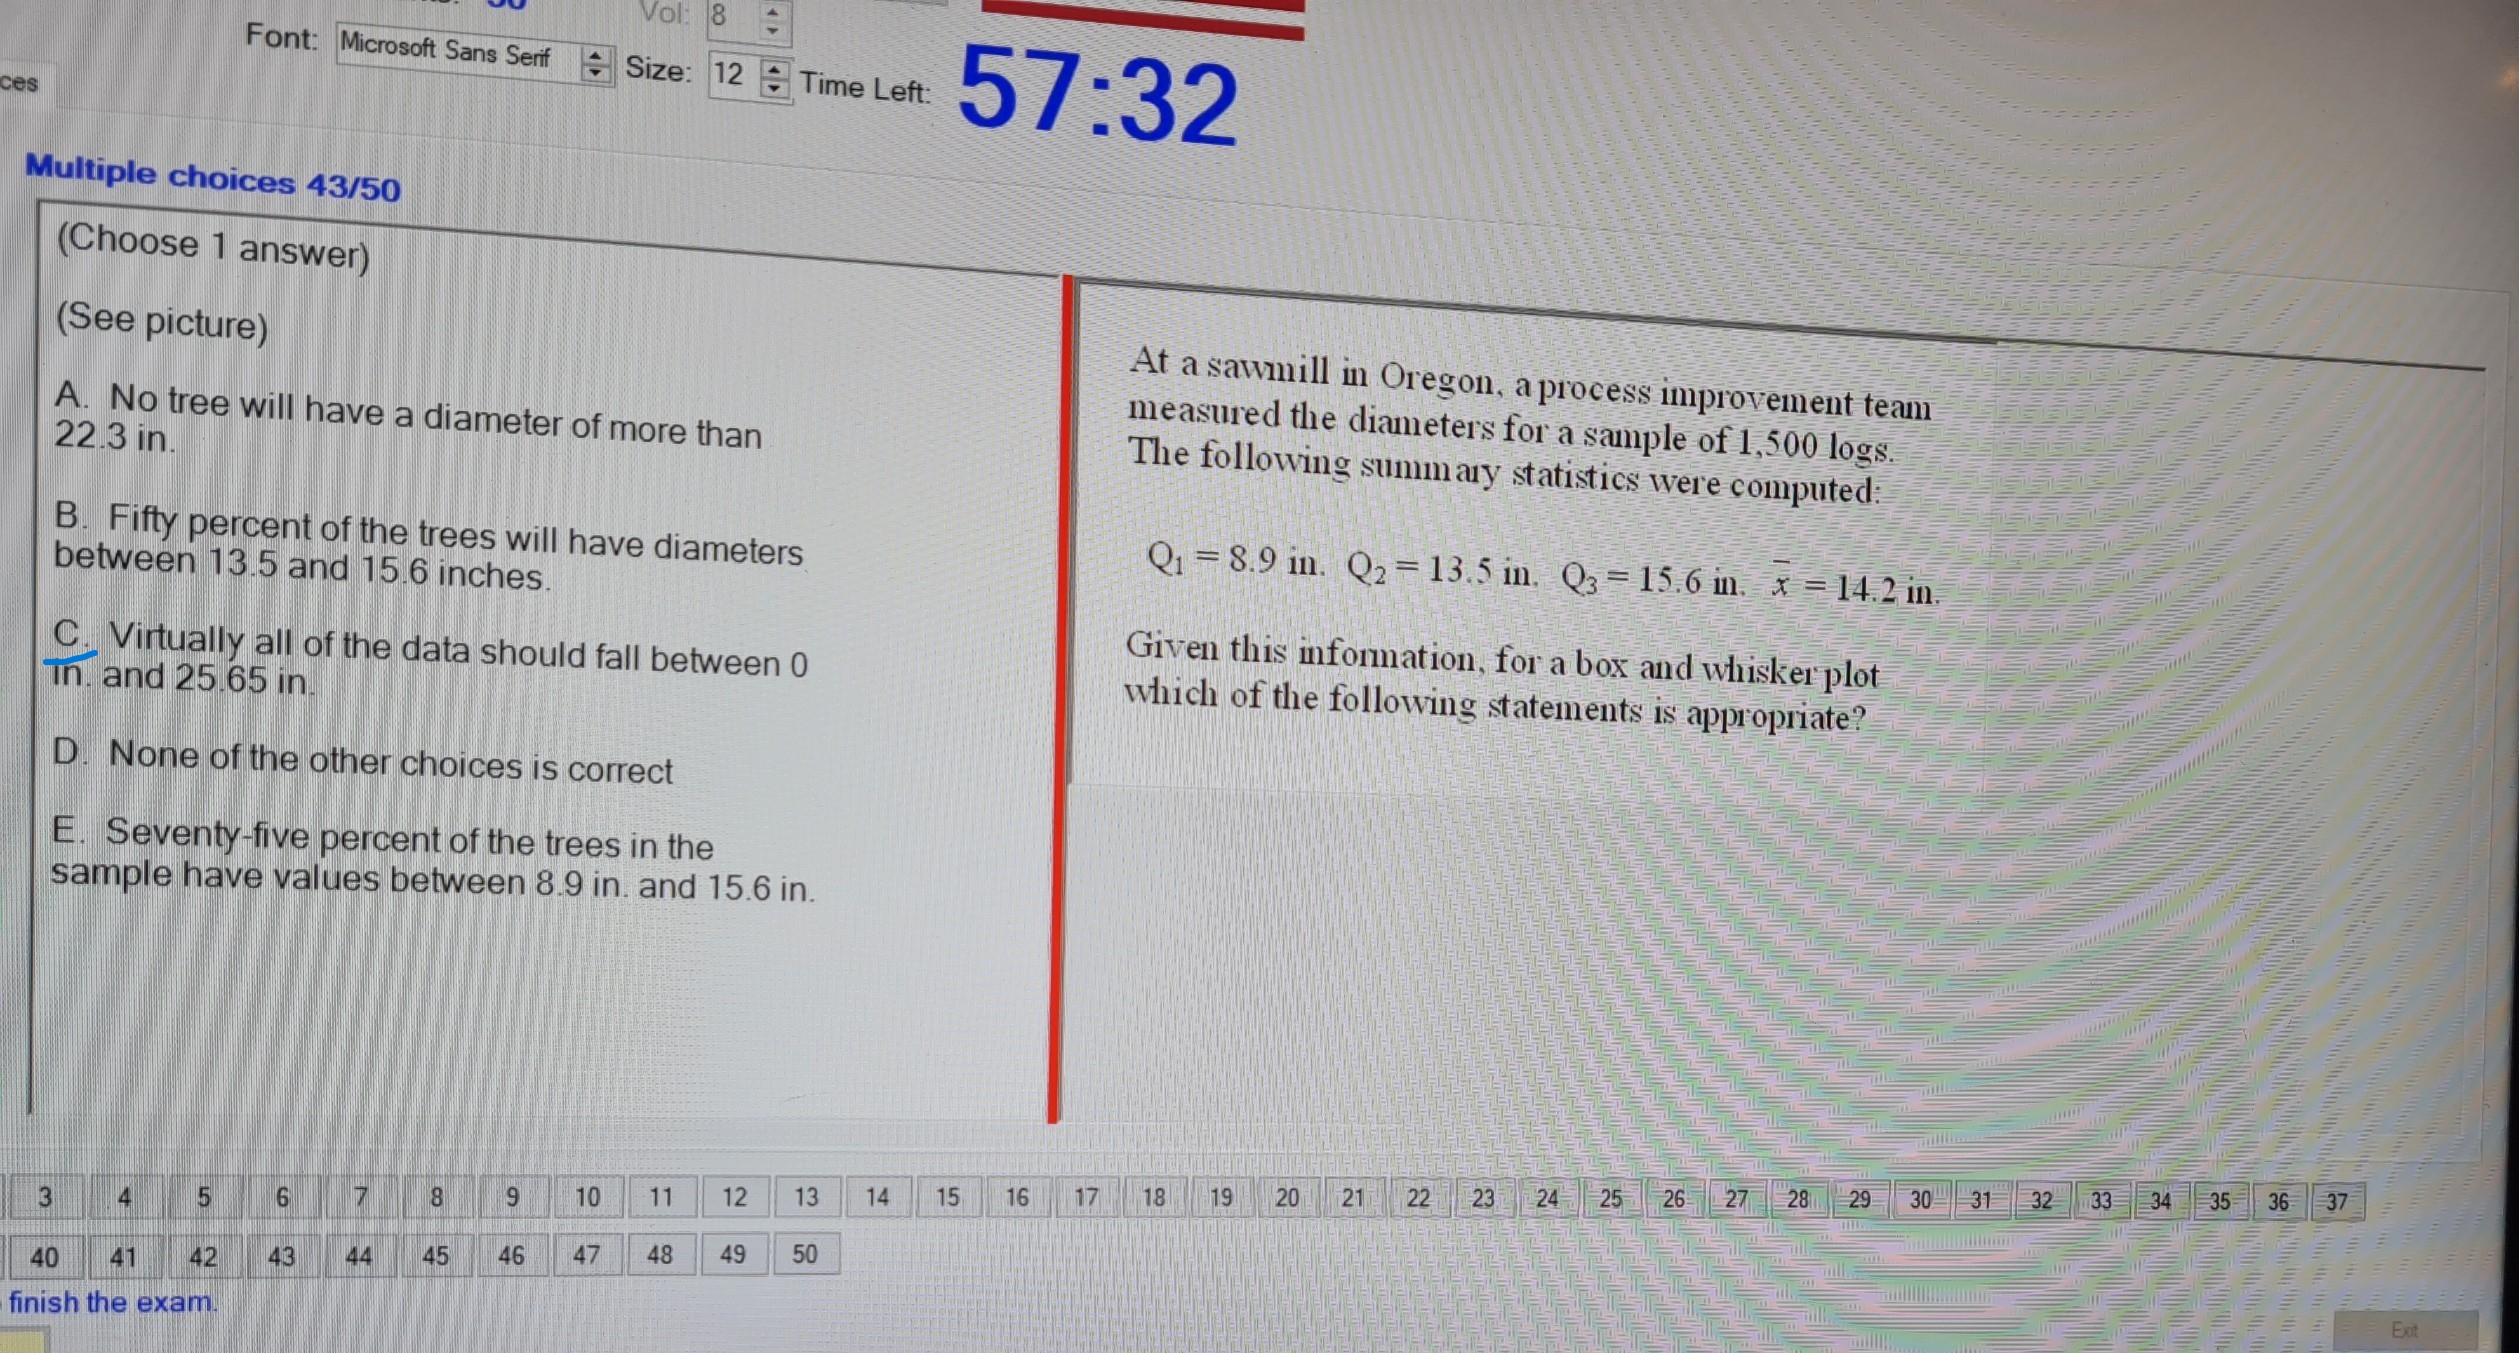 Vol: 8
Font: Microsoft Sans Serif Size: 12 Time Left: 57:32
ces
Multiple choices 43/50
(Choose 1 answer)
(See picture)
A. No tree will have a diameter of more than
22.3 in.
B. Fifty percent of the trees will have diameters
between 13.5 and 15.6 inches.
C. Virtually all of the data should fall between 0
in. and 25.65 in.
D. None of the other choices is correct
E. Seventy-five percent of the trees in the
sample have values between 8.9 in. and 15.6 in.
At a sawmill in Oregon, a process improvement team
measured the diameters for a sample of 1,500 logs.
The following summary statistics were computed:
Q₁ = 8.9 in. Q₂ = 13.5 in. Q₃ = 15.6 in. x̄ = 14.2 in.
Given this information, for a box and whisker plot
which of the following statements is appropriate?
3 4 5 6 7 8 9 10 11 12 13 14 15 16 17 18 19 20 21 22 23 24 25 26 27 28 29 30 31 32 33 34 35 36 37
40 41 42 43 44 45 46 47 48 49 50
finish the exam.
Exit